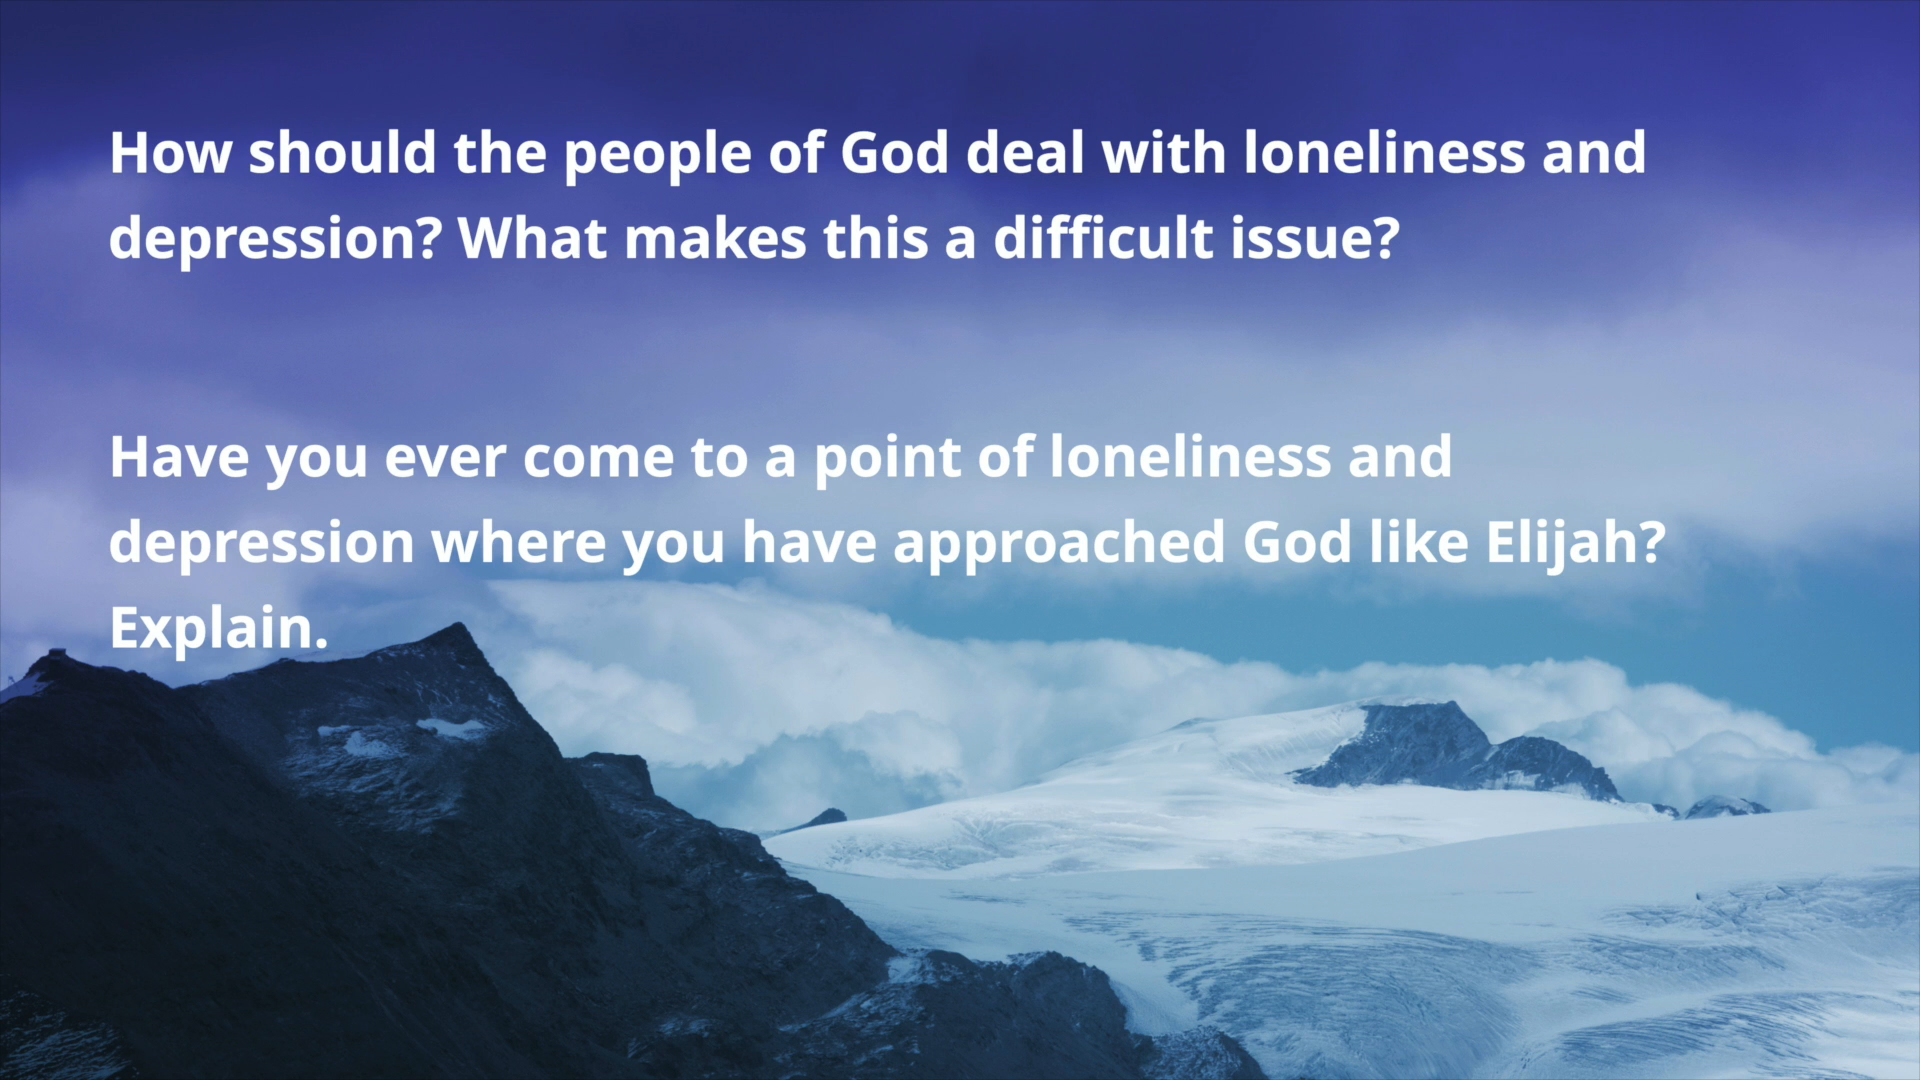 How should the people of God deal with loneliness and
depression? What makes this a difficult issue?
Have you ever come to a point of loneliness and
depression where you have approached God like Elijah?
Explain.